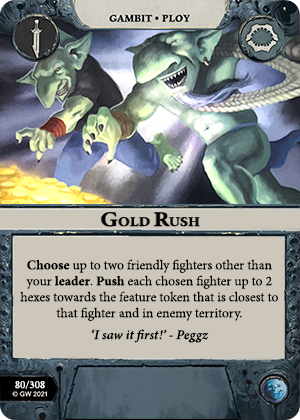 GAMBIT • PLOY
GOLD RUSH
Choose up to two friendly fighters other than
your leader. Push each chosen fighter up to 2
hexes towards the feature token that is closest to
that fighter and in enemy territory.
‘I saw it first!’ - Peggz
80/308
© GW 2021